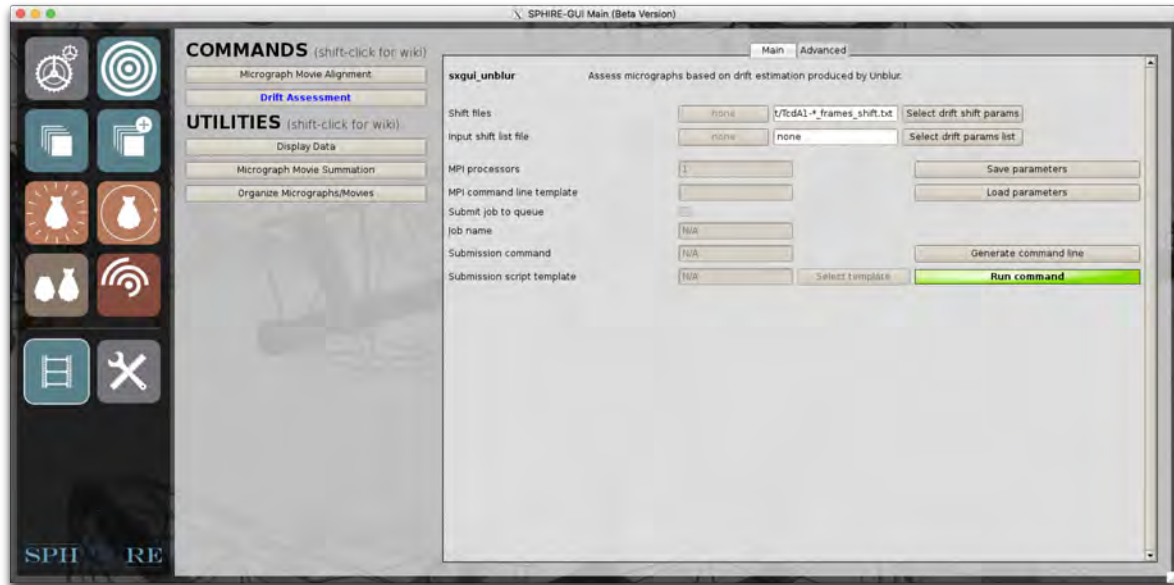 SPHIRE-GUI Main (Beta Version)
COMMANDS (shift-click for wiki)
Micrograph Movie Alignment
Drift Assessment
UTILITIES (shift-click for wiki)
Display Data
Micrograph Movie Summation
Organize Micrographs/Movies
Main Advanced
sxgui_unblur Assess micrographs based on drift estimation produced by Unblur.
Shift files none t/TcdA1-*_frames_shift.txt Select drift shift params
Input shift list file none none Select drift params list
MPI processors 1 Save parameters
MPI command line template Load parameters
Submit job to queue
Job name N/A
Submission command N/A Generate command line
Submission script template N/A Select template Run command
SPH RE